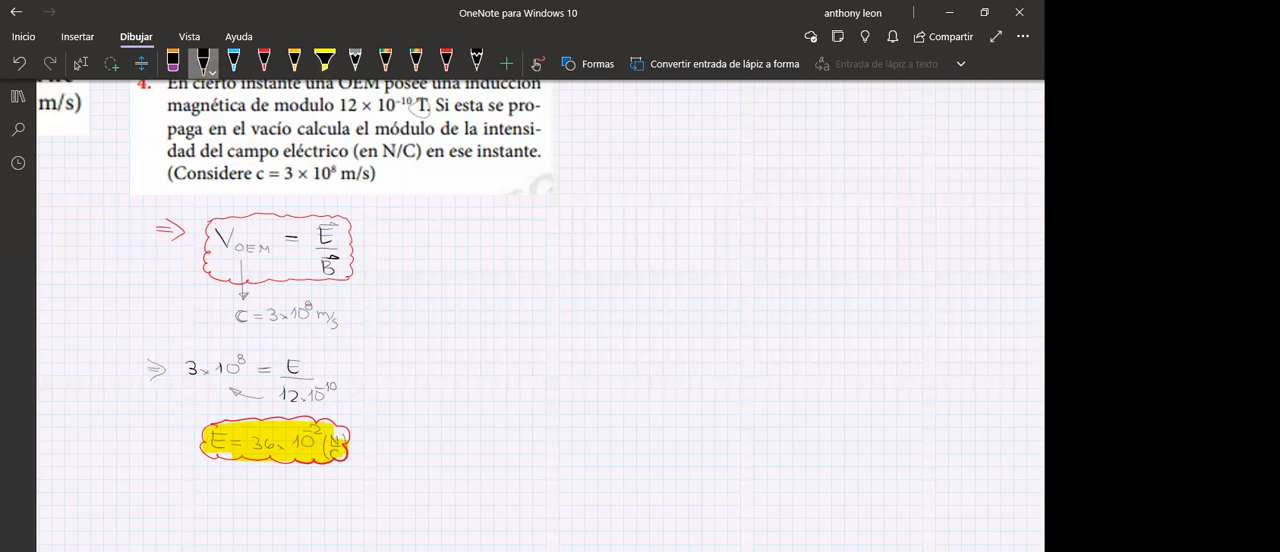 OneNote para Windows 10
anthony leon
Inicio Insertar Dibujar Vista Ayuda
Compartir
Formas Convertir entrada de lápiz a forma Entrada de lápiz a texto
m/s)
4. En cierto instante una OEM posee una inducción
magnética de modulo 12 × 10⁻¹⁰ T. Si esta se pro-
paga en el vacío calcula el módulo de la intensi-
dad del campo eléctrico (en N/C) en ese instante.
(Considere c = 3 × 10⁸ m/s)
⇒ V_OEM = E⃗ / B⃗
C = 3×10⁸ m/s
⇒ 3×10⁸ = E / 12×10⁻¹⁰
E = 36×10⁻² (N/C)